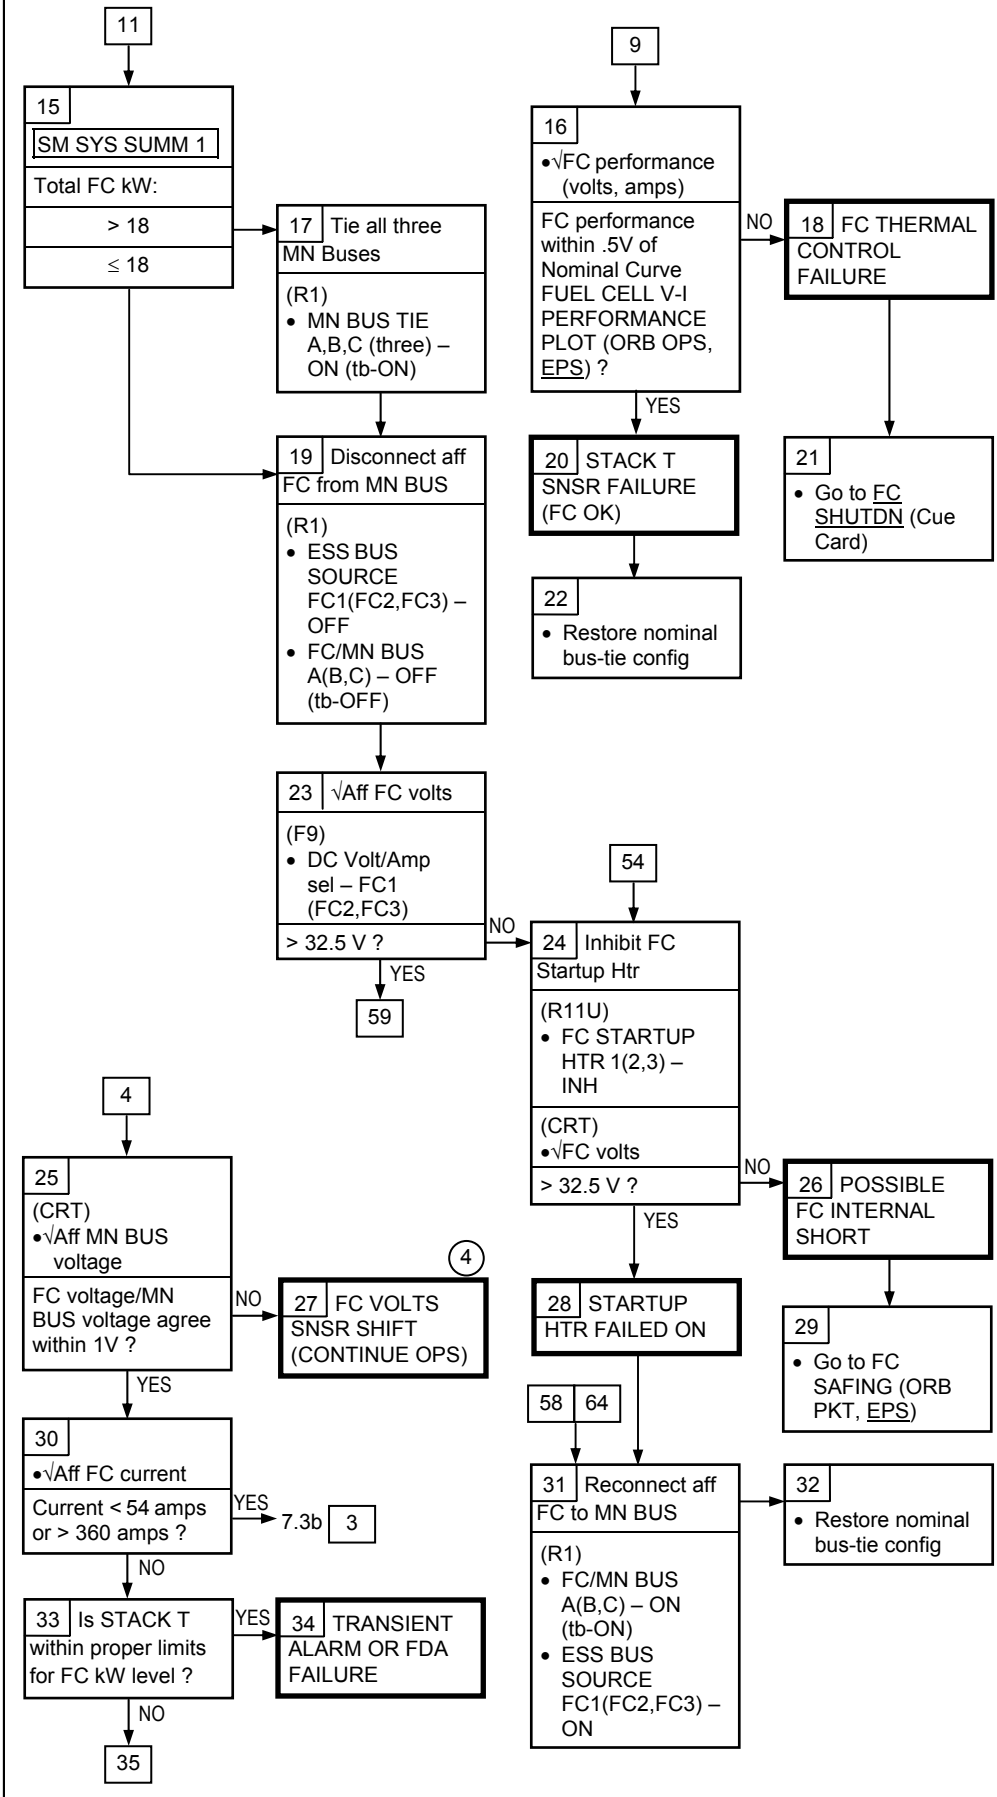 11
15
SM SYS SUMM 1
Total FC kW:
> 18
≤ 18
17 Tie all three
MN Buses
(R1)
• MN BUS TIE
A,B,C (three) –
ON (tb-ON)
19 Disconnect aff
FC from MN BUS
(R1)
• ESS BUS
SOURCE
FC1(FC2,FC3) –
OFF
• FC/MN BUS
A(B,C) – OFF
(tb-OFF)
23 √Aff FC volts
(F9)
• DC Volt/Amp
sel – FC1
(FC2,FC3)
> 32.5 V ?
NO
YES
59
9
16
•√FC performance
(volts, amps)
FC performance
within .5V of
Nominal Curve
FUEL CELL V-I
PERFORMANCE
PLOT (ORB OPS,
EPS) ?
NO
YES
18 FC THERMAL
CONTROL
FAILURE
21
• Go to FC
SHUTDN (Cue
Card)
20 STACK T
SNSR FAILURE
(FC OK)
22
• Restore nominal
bus-tie config
54
24 Inhibit FC
Startup Htr
(R11U)
• FC STARTUP
HTR 1(2,3) –
INH
(CRT)
•√FC volts
> 32.5 V ?
NO
YES
26 POSSIBLE
FC INTERNAL
SHORT
29
• Go to FC
SAFING (ORB
PKT, EPS)
28 STARTUP
HTR FAILED ON
58 64
31 Reconnect aff
FC to MN BUS
(R1)
• FC/MN BUS
A(B,C) – ON
(tb-ON)
• ESS BUS
SOURCE
FC1(FC2,FC3) –
ON
32
• Restore nominal
bus-tie config
4
25
(CRT)
•√Aff MN BUS
voltage
FC voltage/MN
BUS voltage agree
within 1V ?
NO
YES
4
27 FC VOLTS
SNSR SHIFT
(CONTINUE OPS)
30
•√Aff FC current
Current < 54 amps
or > 360 amps ?
YES
7.3b 3
NO
33 Is STACK T
within proper limits
for FC kW level ?
YES
34 TRANSIENT
ALARM OR FDA
FAILURE
NO
35